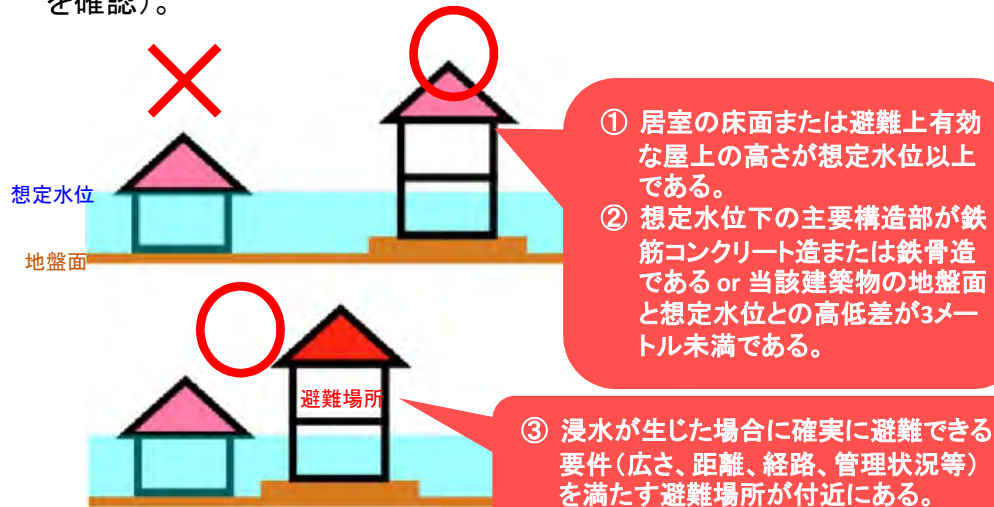 を確認)。
想定水位
地盤面
① 居室の床面または避難上有効
な屋上の高さが想定水位以上
である。
② 想定水位下の主要構造部が鉄
筋コンクリート造または鉄骨造
である or 当該建築物の地盤面
と想定水位との高低差が3メー
トル未満である。
避難場所
③ 浸水が生じた場合に確実に避難できる
要件(広さ、距離、経路、管理状況等)
を満たす避難場所が付近にある。